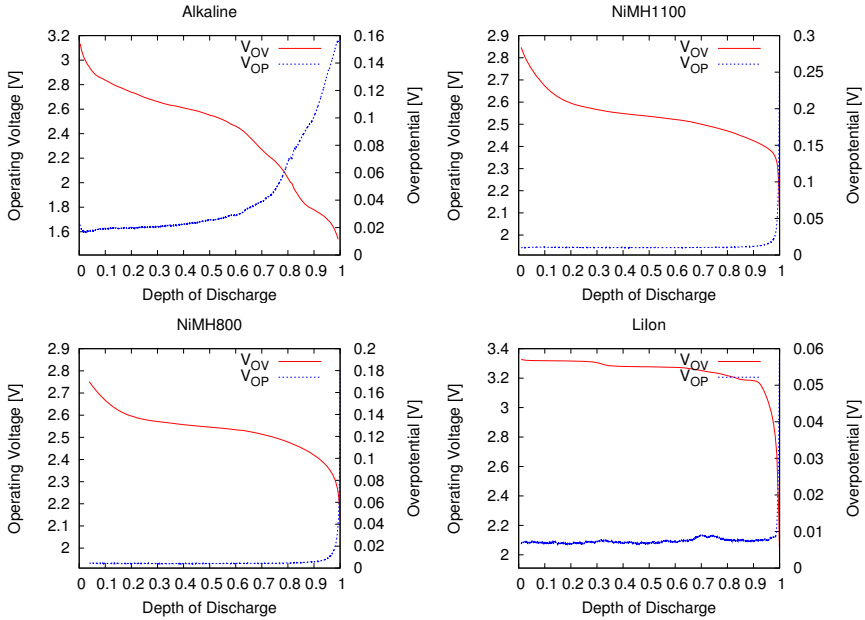 Alkaline
3.2
3
2.8
2.6
2.4
2.2
2
1.8
1.6
0.16
0.14
0.12
0.1
0.08
0.06
0.04
0.02
0
0 0.1 0.2 0.3 0.4 0.5 0.6 0.7 0.8 0.9 1
Operating Voltage [V]
Overpotential [V]
Depth of Discharge
V_OV
V_OP
NiMH1100
2.9
2.8
2.7
2.6
2.5
2.4
2.3
2.2
2.1
2
0.3
0.25
0.2
0.15
0.1
0.05
0
0 0.1 0.2 0.3 0.4 0.5 0.6 0.7 0.8 0.9 1
Operating Voltage [V]
Overpotential [V]
Depth of Discharge
V_OV
V_OP
NiMH800
2.9
2.8
2.7
2.6
2.5
2.4
2.3
2.2
2.1
2
0.2
0.18
0.16
0.14
0.12
0.1
0.08
0.06
0.04
0.02
0
0 0.1 0.2 0.3 0.4 0.5 0.6 0.7 0.8 0.9 1
Operating Voltage [V]
Overpotential [V]
Depth of Discharge
V_OV
V_OP
LiIon
3.4
3.2
3
2.8
2.6
2.4
2.2
2
0.06
0.05
0.04
0.03
0.02
0.01
0
0 0.1 0.2 0.3 0.4 0.5 0.6 0.7 0.8 0.9 1
Operating Voltage [V]
Overpotential [V]
Depth of Discharge
V_OV
V_OP